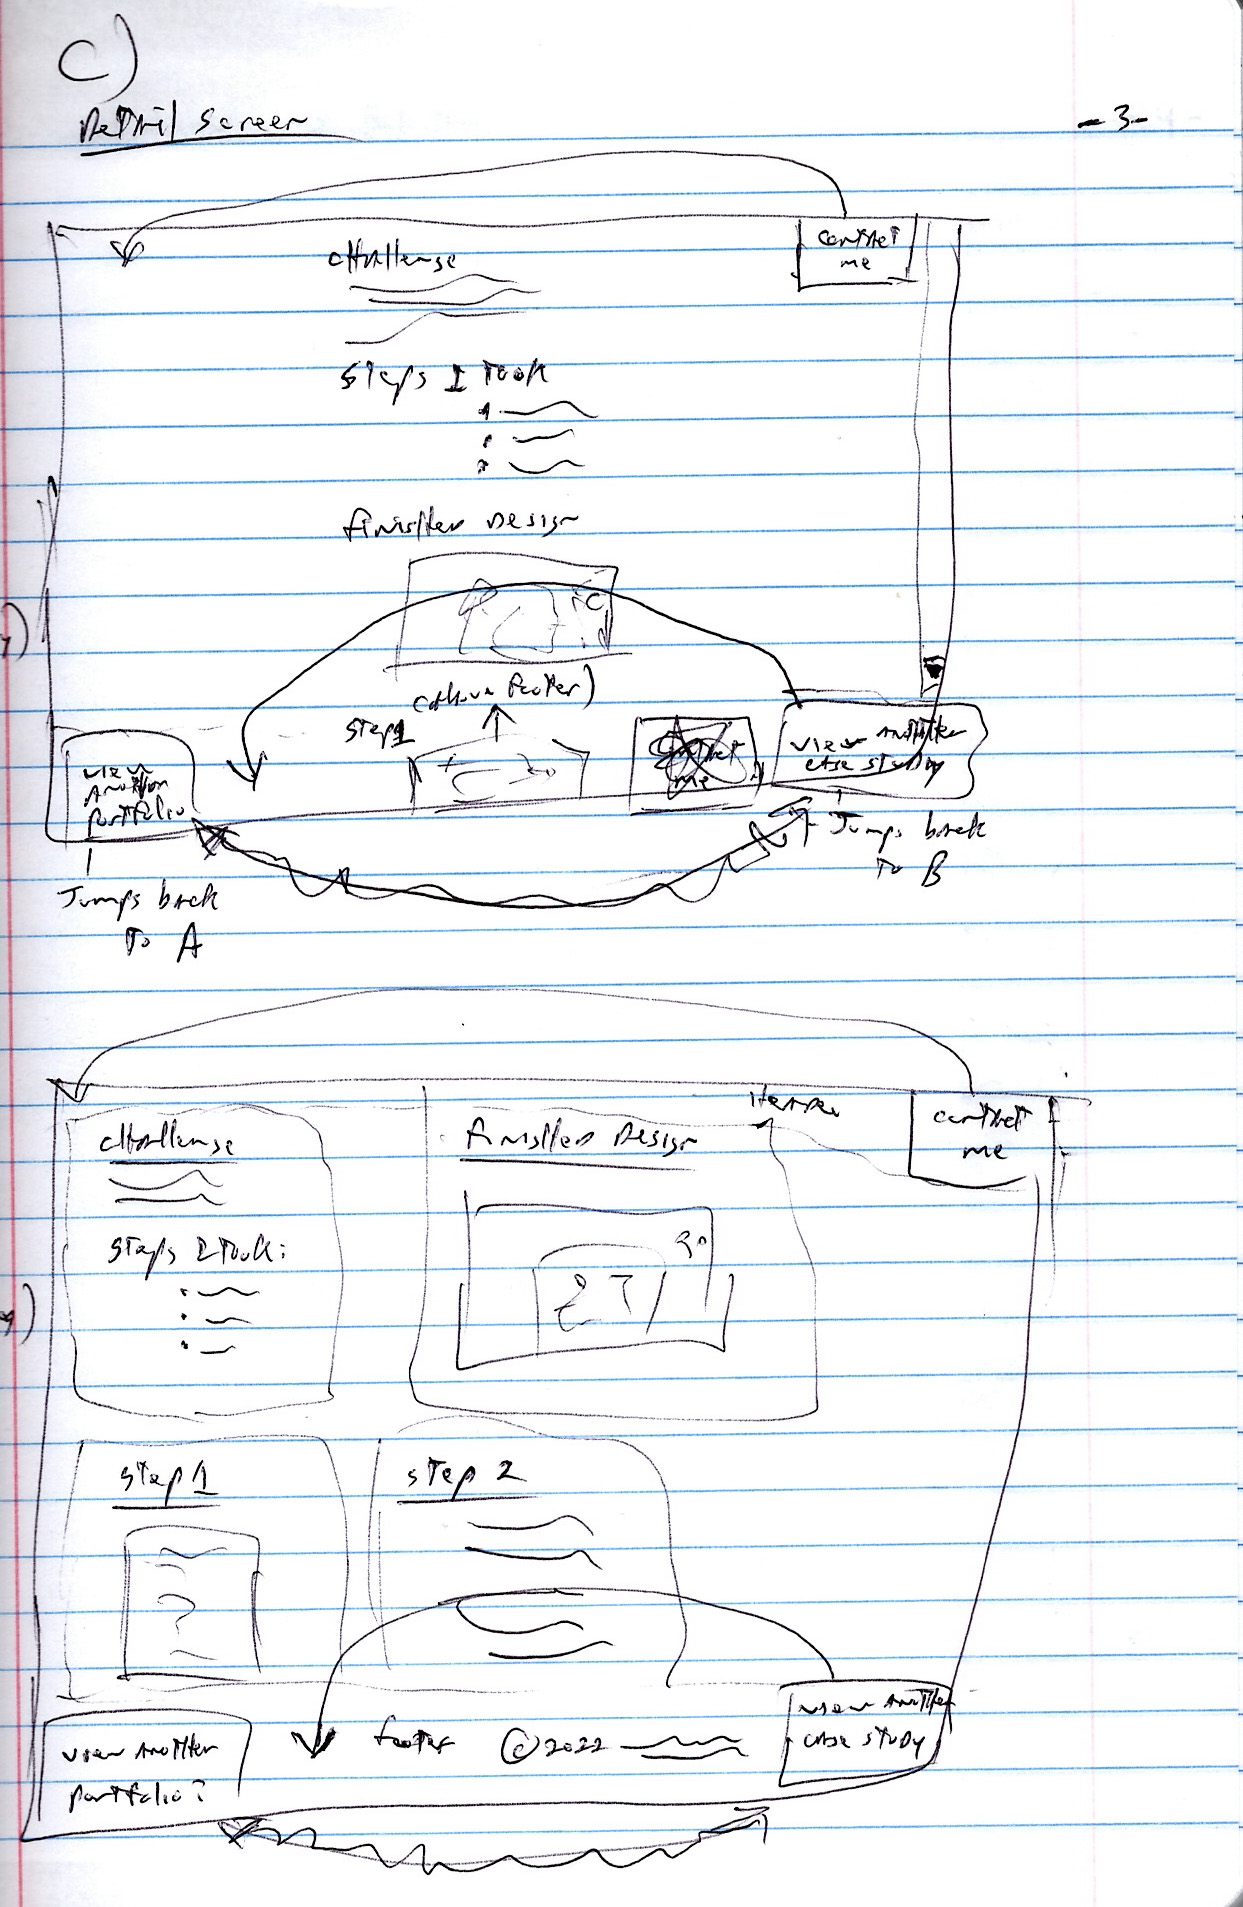 C)
Detail Screen
- 3 -
contact
me
challenge
Steps I Took
finished Design
(above footer)
Step 1
contact
me
view another
case study
view
another
portfolio
Jumps back
To B
Jumps back
To A
Header
contact
me
challenge
finished Design
Steps I Took:
Step 1
Step 2
view another
case study
footer © 2022
view another
portfolio?